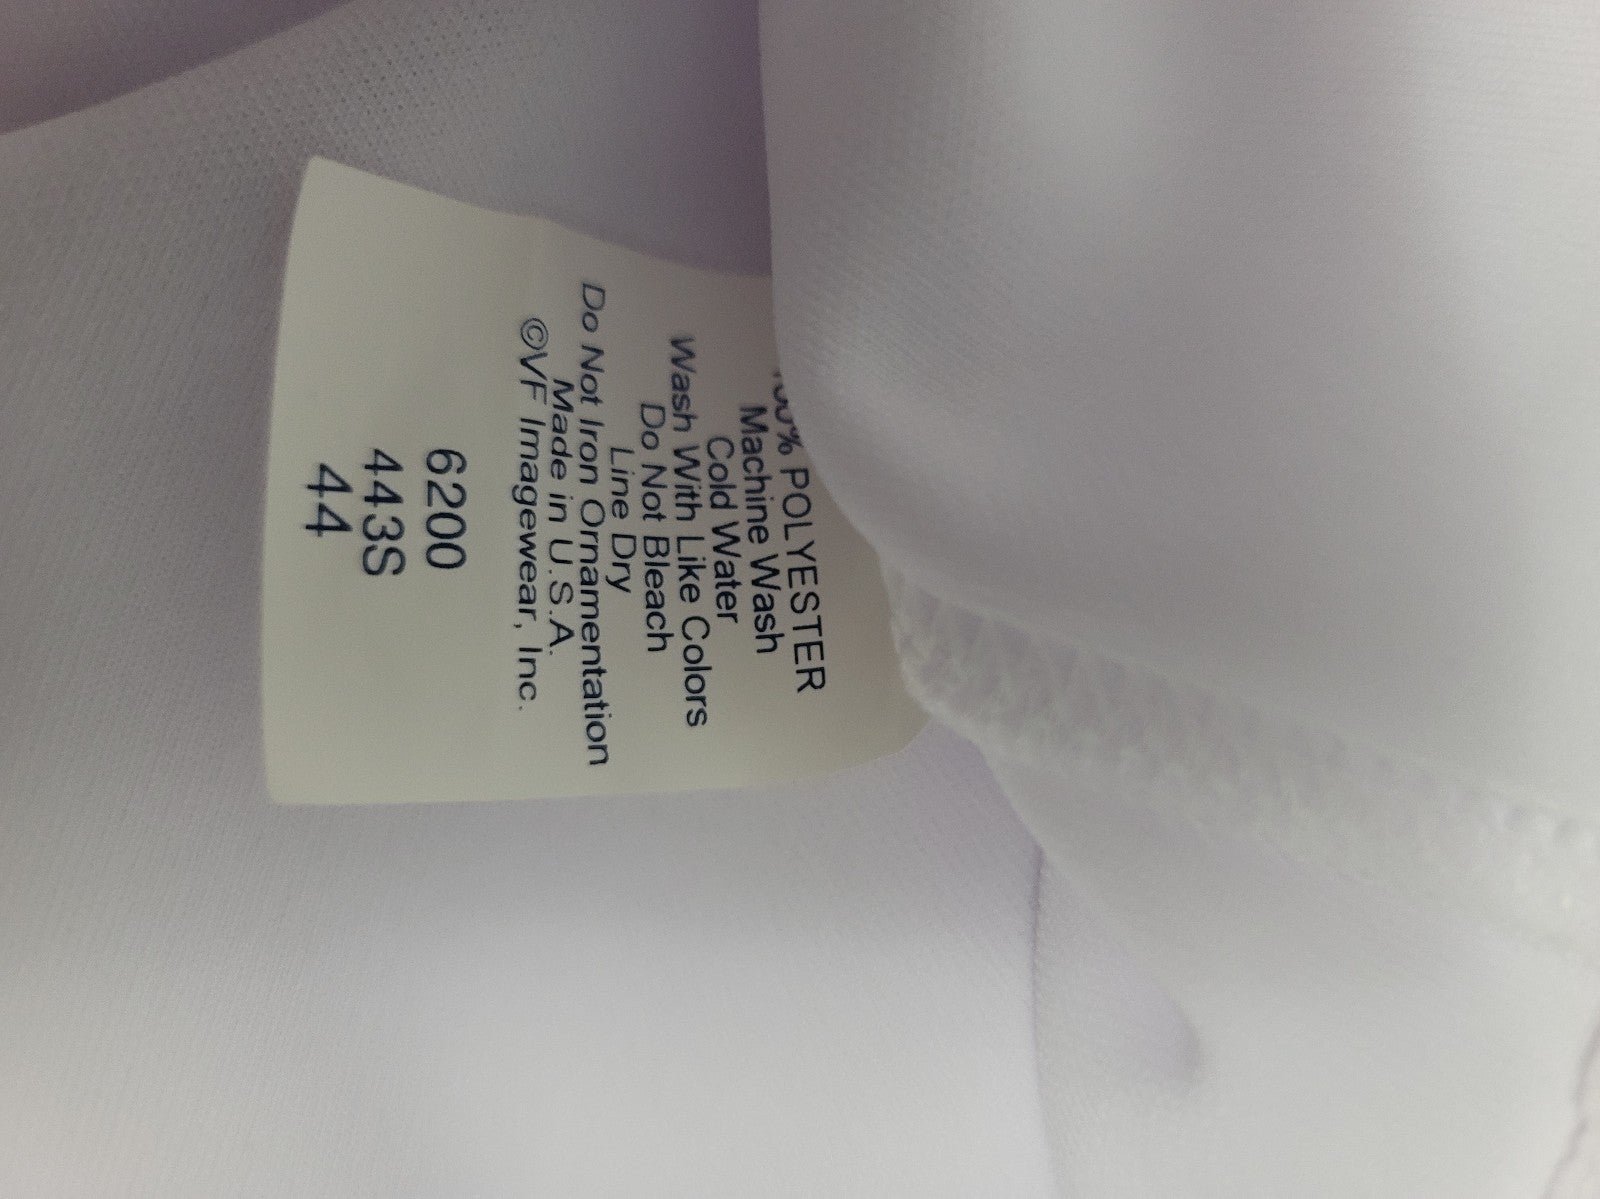 100% POLYESTER
Machine Wash
Cold Water
Wash With Like Colors
Do Not Bleach
Line Dry
Do Not Iron Ornamentation
Made in U.S.A.
©VF Imagewear, Inc.
6200
443S
44